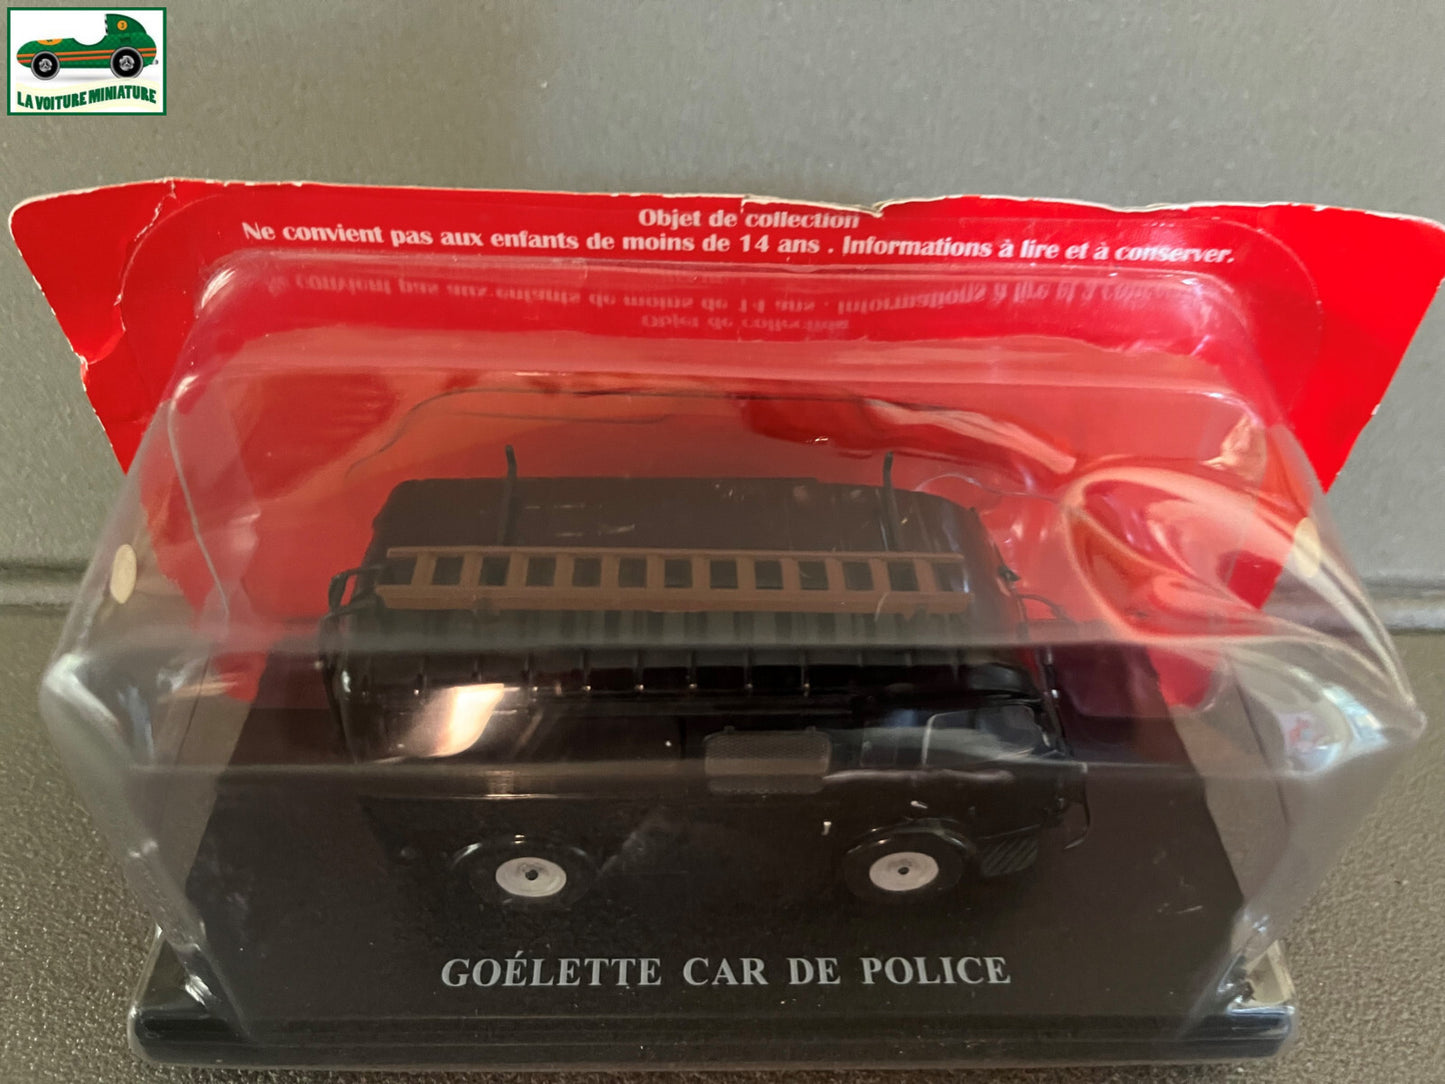 3
LA VOITURE MINIATURE
Objet de collection
Ne convient pas aux enfants de moins de 14 ans . Informations à lire et à conserver.
GOÉLETTE CAR DE POLICE